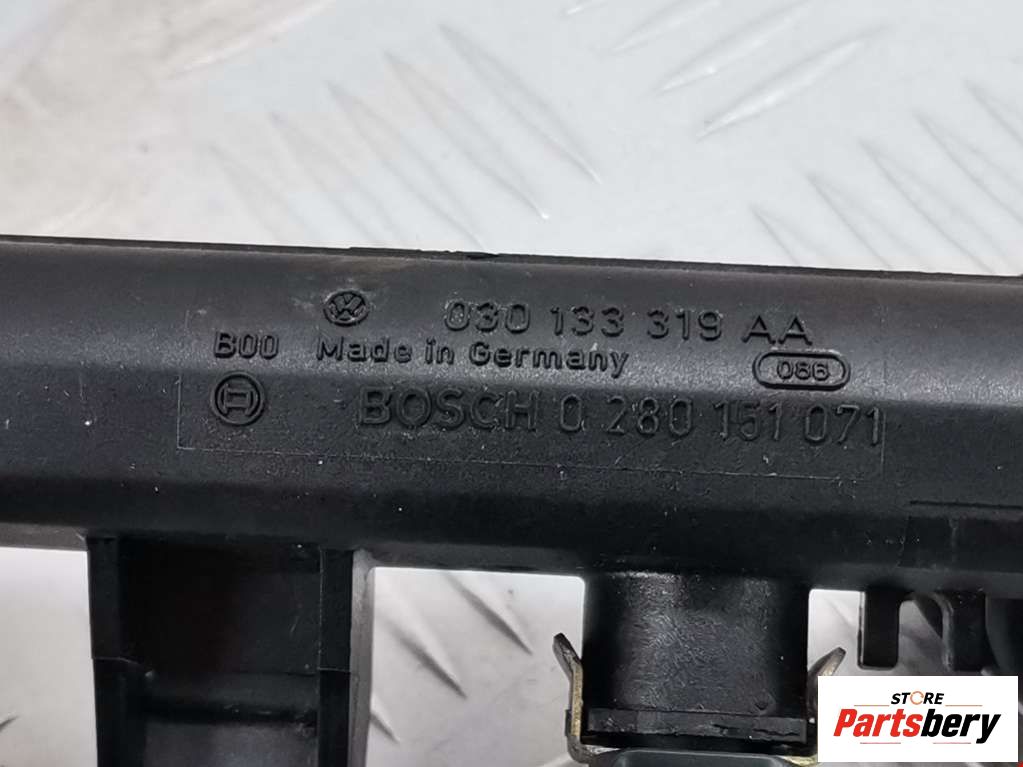 030 133 319 AA
B00 Made in Germany 086
BOSCH 0 280 151 071
STORE
Partsbery